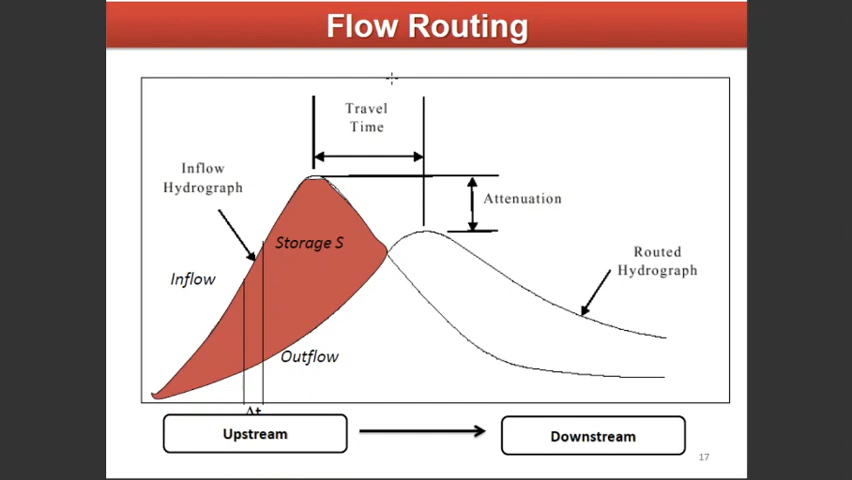 Flow Routing
Travel
Time
Inflow
Hydrograph
Attenuation
Storage S
Routed
Hydrograph
Inflow
Outflow
Δt
Upstream
Downstream
17